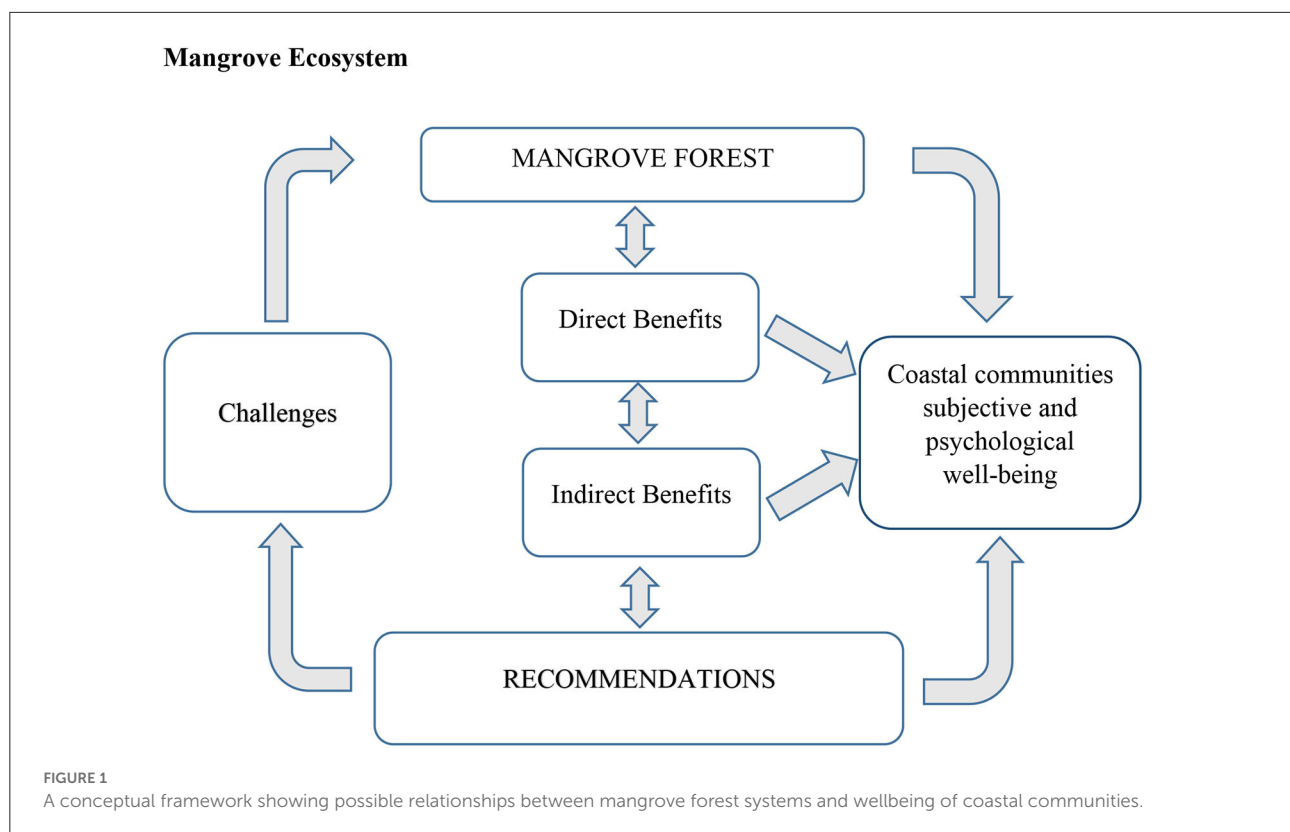 Mangrove Ecosystem
MANGROVE FOREST
Direct Benefits
Challenges
Coastal communities
subjective and
psychological
well-being
Indirect Benefits
RECOMMENDATIONS
FIGURE 1
A conceptual framework showing possible relationships between mangrove forest systems and wellbeing of coastal communities.